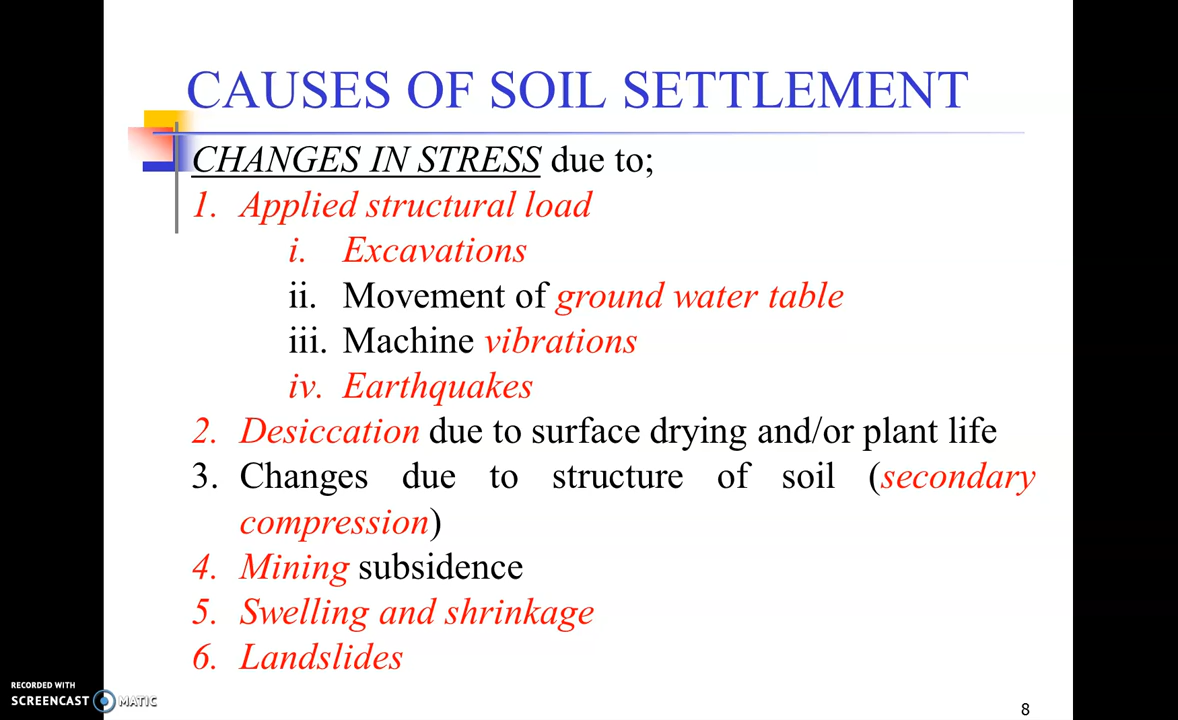 CAUSES OF SOIL SETTLEMENT
CHANGES IN STRESS due to;
1. Applied structural load
i. Excavations
ii. Movement of ground water table
iii. Machine vibrations
iv. Earthquakes
2. Desiccation due to surface drying and/or plant life
3. Changes due to structure of soil (secondary
compression)
4. Mining subsidence
5. Swelling and shrinkage
6. Landslides
RECORDED WITH
SCREENCAST MATIC
8